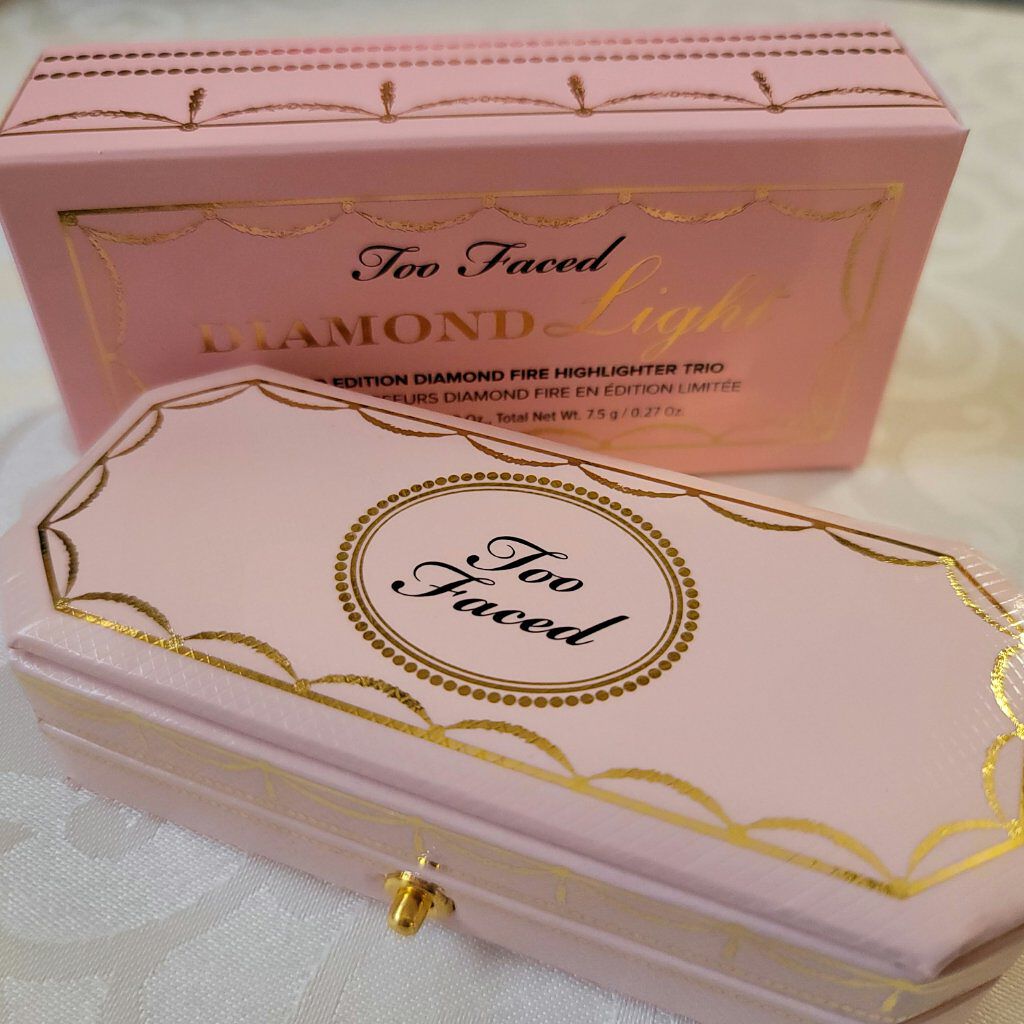 Too Faced
DIAMOND Light
EDITION DIAMOND FIRE HIGHLIGHTER TRIO
DIAMOND FIRE EN ÉDITION LIMITÉE
Oz., Total Net Wt. 7.5 g / 0.27 Oz.
Too
Faced